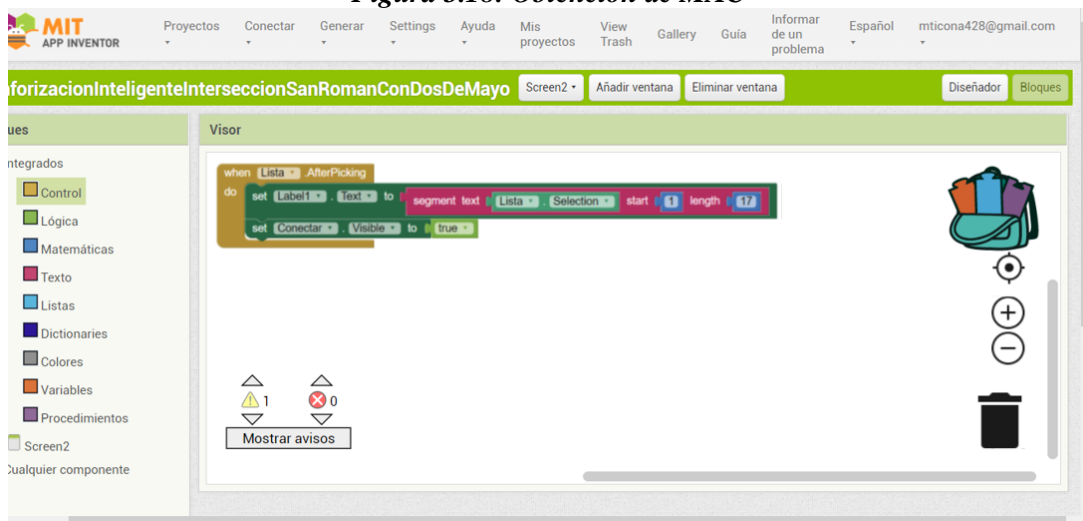 Figura 3.18: Obtención de MAC
MIT
APP INVENTOR
Proyectos
Conectar
Generar
Settings
Ayuda
Mis proyectos
View Trash
Gallery
Guía
Informar de un problema
Español
mticona428@gmail.com
aforizacionInteligenteInterseccionSanRomanConDosDeMayo
Screen2
Añadir ventana
Eliminar ventana
Diseñador
Bloques
ues
Visor
ntegrados
Control
Lógica
Matemáticas
Texto
Listas
Dictionaries
Colores
Variables
Procedimientos
Screen2
Cualquier componente
when Lista .AfterPicking
do set Label1 . Text to segment text Lista . Selection start 1 length 17
set Conectar . Visible to true
1 0
Mostrar avisos